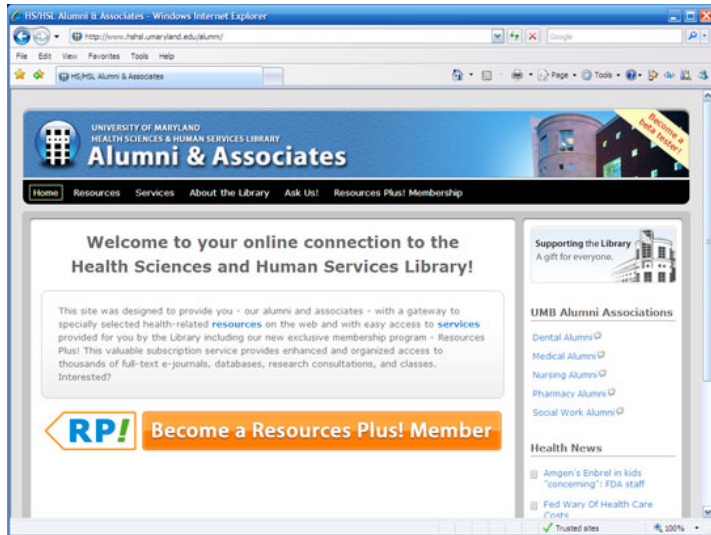 HS/HSL Alumni & Associates - Windows Internet Explorer
http://www.hshsl.umaryland.edu/alumni/
Google
File Edit View Favorites Tools Help
HS/HSL Alumni & Associates
Page Tools
UNIVERSITY OF MARYLAND
HEALTH SCIENCES & HUMAN SERVICES LIBRARY
Alumni & Associates
Become a
beta tester!
Home Resources Services About the Library Ask Us! Resources Plus! Membership
Welcome to your online connection to the
Health Sciences and Human Services Library!
This site was designed to provide you - our alumni and associates - with a gateway to
specially selected health-related resources on the web and with easy access to services
provided for you by the Library including our new exclusive membership program - Resources
Plus! This valuable subscription service provides enhanced and organized access to
thousands of full-text e-journals, databases, research consultations, and classes.
Interested?
RP! Become a Resources Plus! Member
Supporting the Library
A gift for everyone.
UMB Alumni Associations
Dental Alumni
Medical Alumni
Nursing Alumni
Pharmacy Alumni
Social Work Alumni
Health News
Amgen's Enbrel in kids
"concerning": FDA staff
Fed Wary Of Health Care
Costs
Trusted sites 100%